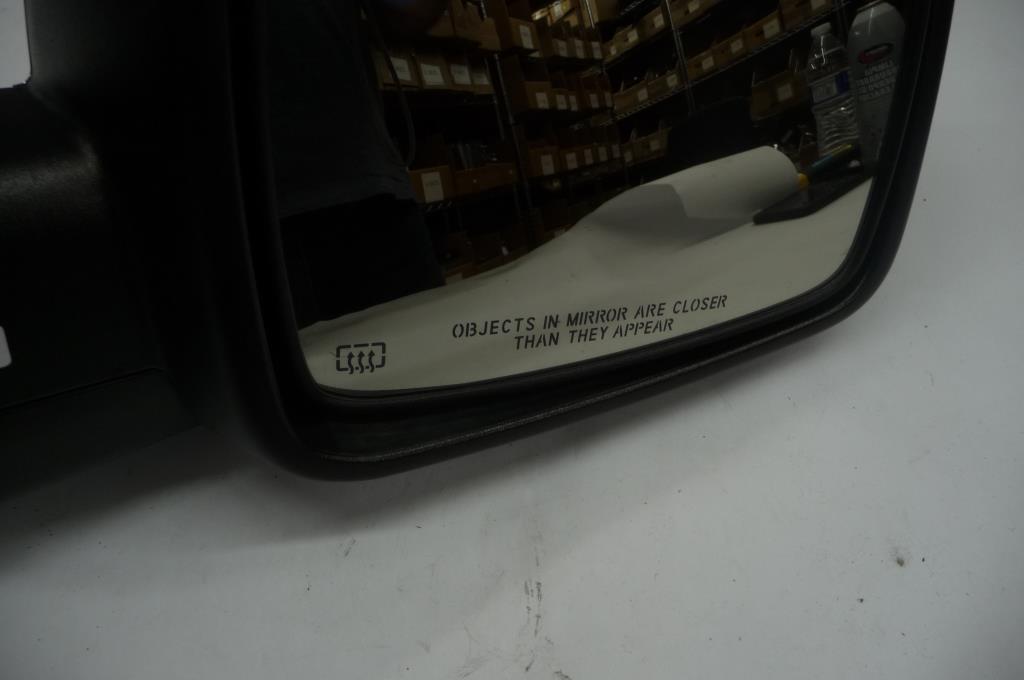 OBJECTS IN MIRROR ARE CLOSER
THAN THEY APPEAR